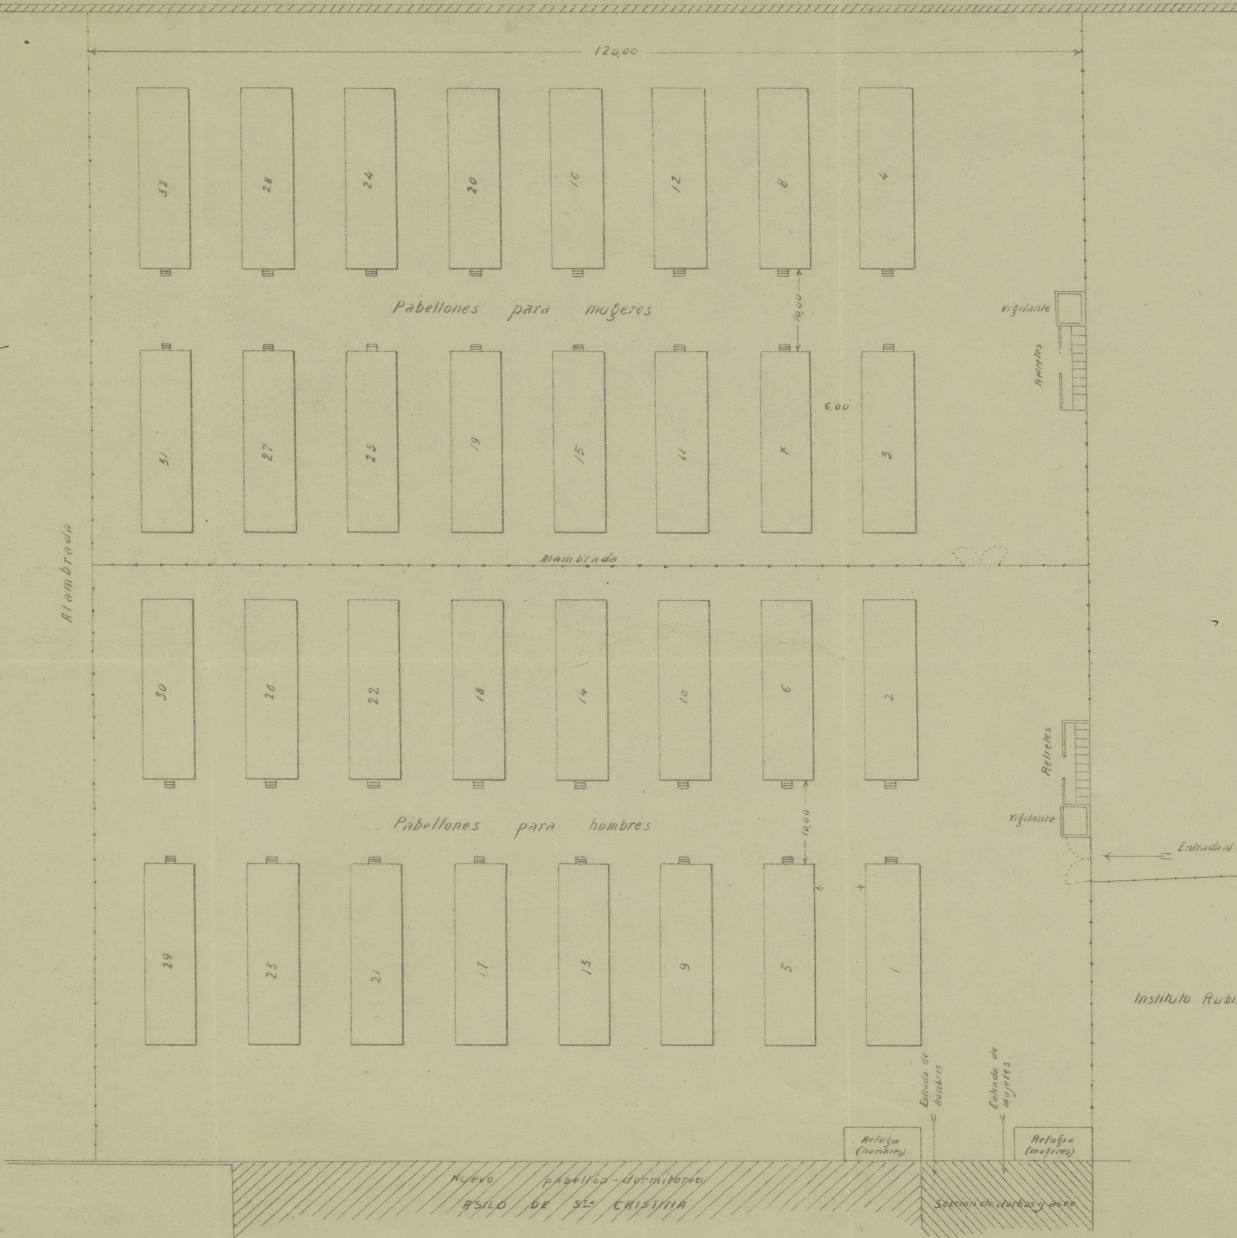 120,00
32 28 24 20 16 12 8 4
Pabellones para mugeres
10,00
Vigilante
Retretes
6,00
31 27 23 19 15 11 7 3
Alambrada
Alambrada
30 26 22 18 14 10 6 2
Retretes
Pabellones para hombres
10,00
Vigilante
Entrada al
29 25 21 17 13 9 5 1
Instituto Rubi
Entrada de
hombres
Entrada de
mujeres
Refugio
(hombres)
Refugio
(mugeres)
Nuevo pabellón-dormitorio
ASILO DE Sta CRISTINA
Sección de duchas y aseo